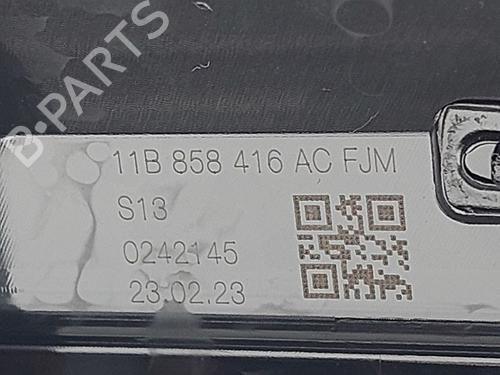 B-PARTS
11B 858 416 AC FJM
S13
0242145
23.02.23